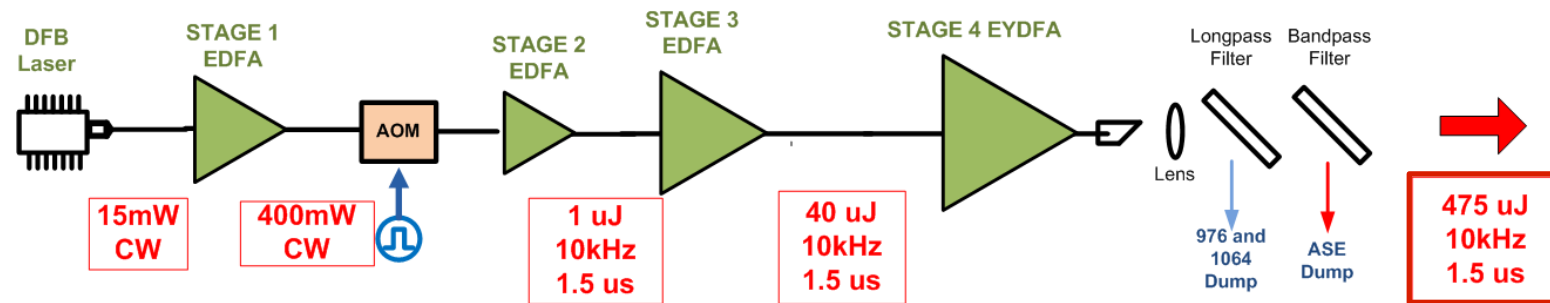 DFB
Laser
STAGE 1
EDFA
AOM
STAGE 2
EDFA
STAGE 3
EDFA
STAGE 4 EYDFA
Longpass
Filter
Bandpass
Filter
Lens
15mW
CW
400mW
CW
1 uJ
10kHz
1.5 us
40 uJ
10kHz
1.5 us
976 and
1064
Dump
ASE
Dump
475 uJ
10kHz
1.5 us